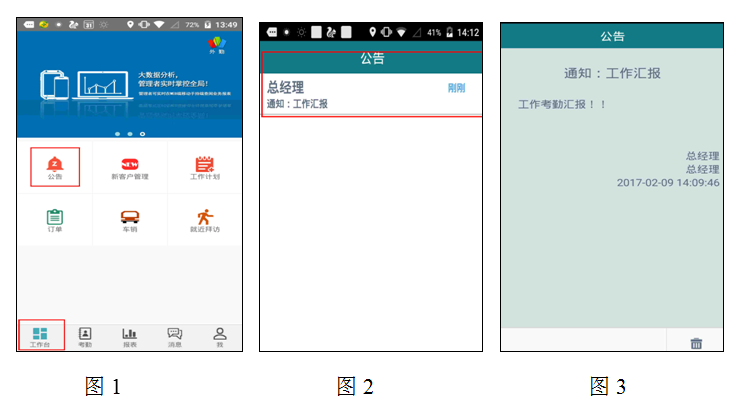 31 72% 13:49
外勤
大数据分析,
管理者实时掌控全局!
公告
NEW
新客户管理
工作计划
订单
车销
就近拜访
工作台
考勤
报表
消息
我
图 1
41% 14:12
公告
总经理
刚刚
通知：工作汇报
图 2
公告
通知：工作汇报
工作考勤汇报！！
总经理
总经理
2017-02-09 14:09:46
图 3